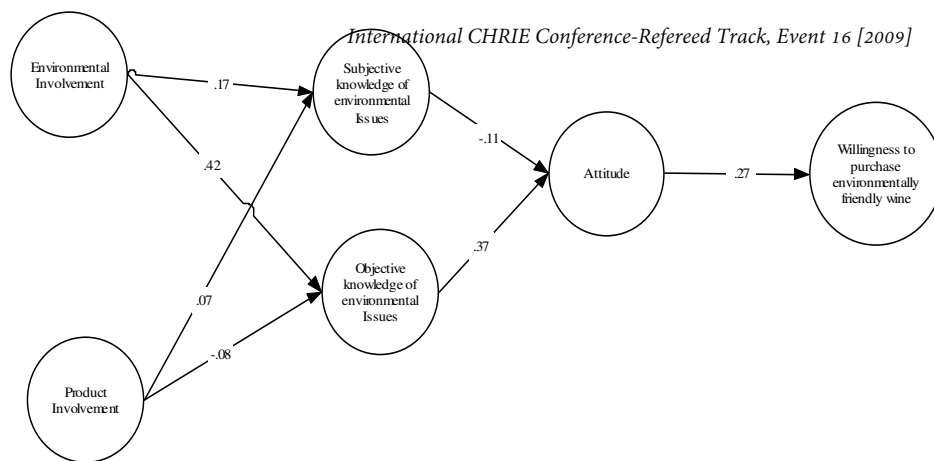 International CHRIE Conference-Refereed Track, Event 16 [2009]
Environmental
Involvement
.17
Subjective
knowledge of
environmental
Issues
-.11
.42
Attitude
.27
Willingness to
purchase
environmentally
friendly wine
.37
Objective
knowledge of
environmental
Issues
.07
-.08
Product
Involvement